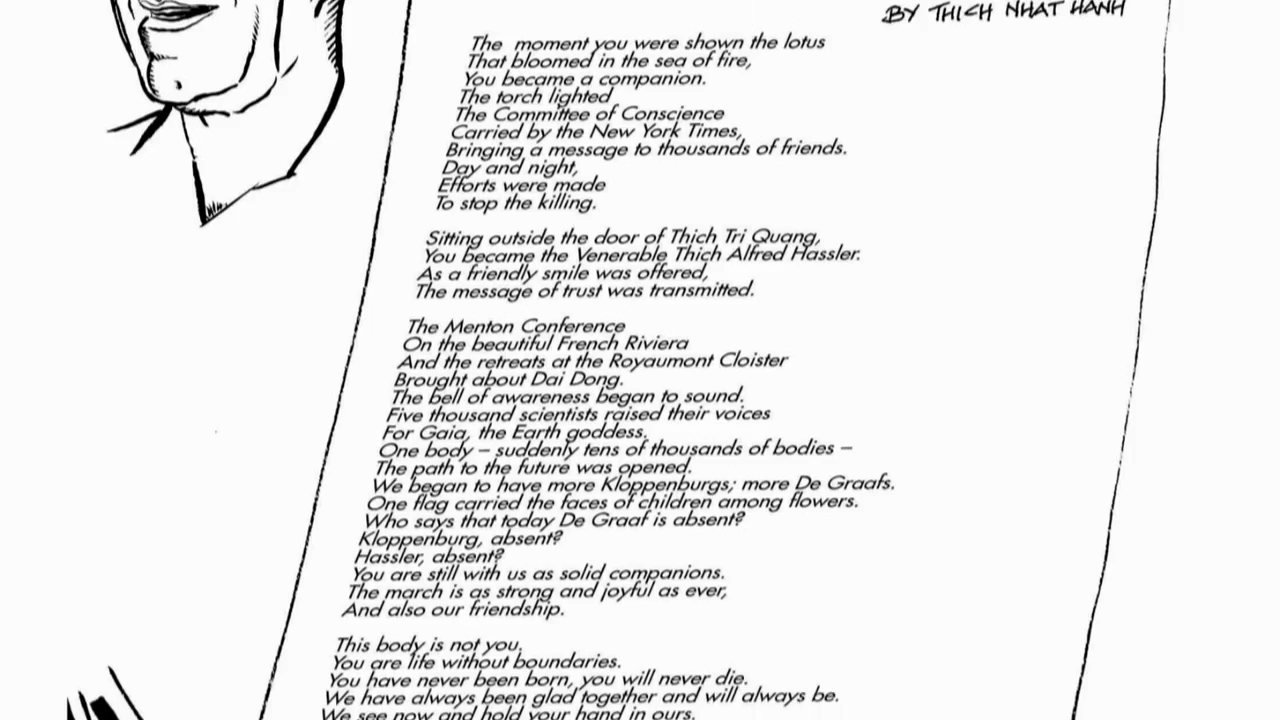 BY THICH NHAT HANH
The moment you were shown the lotus
That bloomed in the sea of fire,
You became a companion.
The torch lighted
The Committee of Conscience
Carried by the New York Times,
Bringing a message to thousands of friends.
Day and night,
Efforts were made
To stop the killing.
Sitting outside the door of Thich Tri Quang,
You became the Venerable Thich Alfred Hassler.
As a friendly smile was offered,
The message of trust was transmitted.
The Menton Conference
On the beautiful French Riviera
And the retreats at the Royaumont Cloister
Brought about Dai Dong.
The bell of awareness began to sound.
Five thousand scientists raised their voices
For Gaia, the Earth goddess.
One body – suddenly tens of thousands of bodies –
The path to the future was opened.
We began to have more Kloppenburgs; more De Graafs.
One flag carried the faces of children among flowers.
Who says that today De Graaf is absent?
Kloppenburg, absent?
Hassler, absent?
You are still with us as solid companions.
The march is as strong and joyful as ever,
And also our friendship.
This body is not you.
You are life without boundaries.
You have never been born, you will never die.
We have always been glad together and will always be.
We see now and hold your hand in ours.